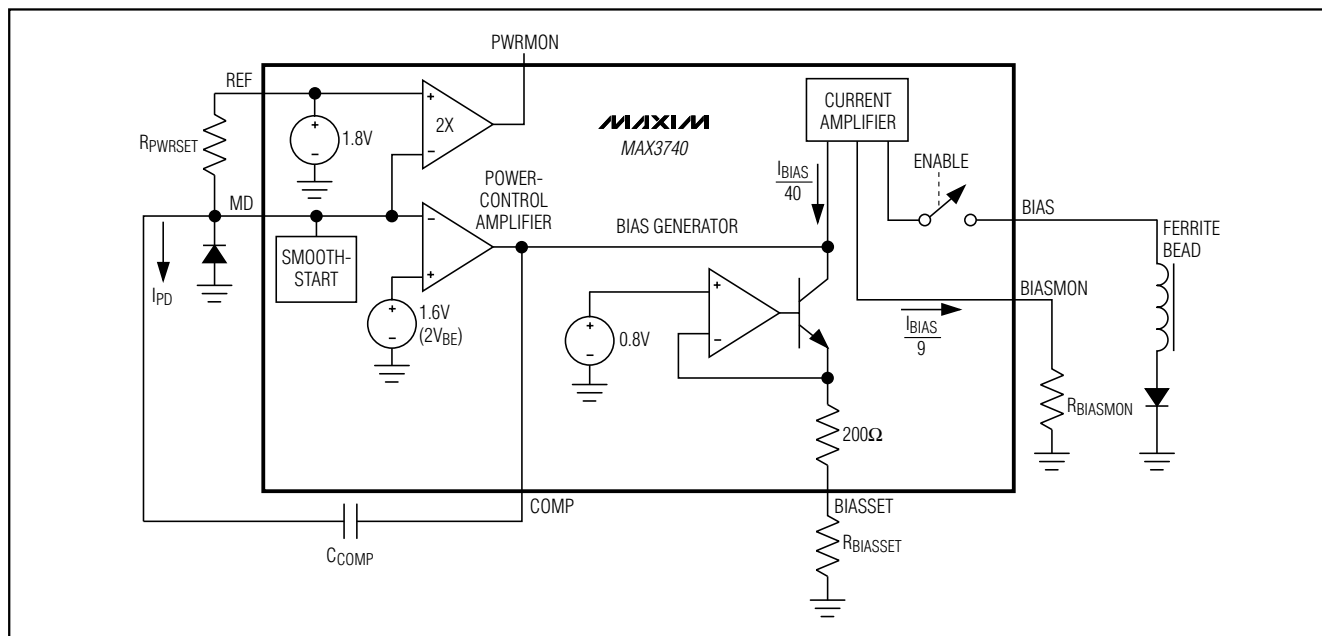 PWRMON
REF
R_PWRSET
+
-
1.8V
+
2X
-
MAXIM
MAX3740
CURRENT
AMPLIFIER
MD
I_PD
SMOOTH-
START
POWER-
CONTROL
AMPLIFIER
-
+
+
-
1.6V
(2V_BE)
I_BIAS
40
ENABLE
BIAS
FERRITE
BEAD
BIAS GENERATOR
+
-
0.8V
+
-
BIASMON
I_BIAS
9
R_BIASMON
200Ω
COMP
BIASSET
C_COMP
R_BIASSET